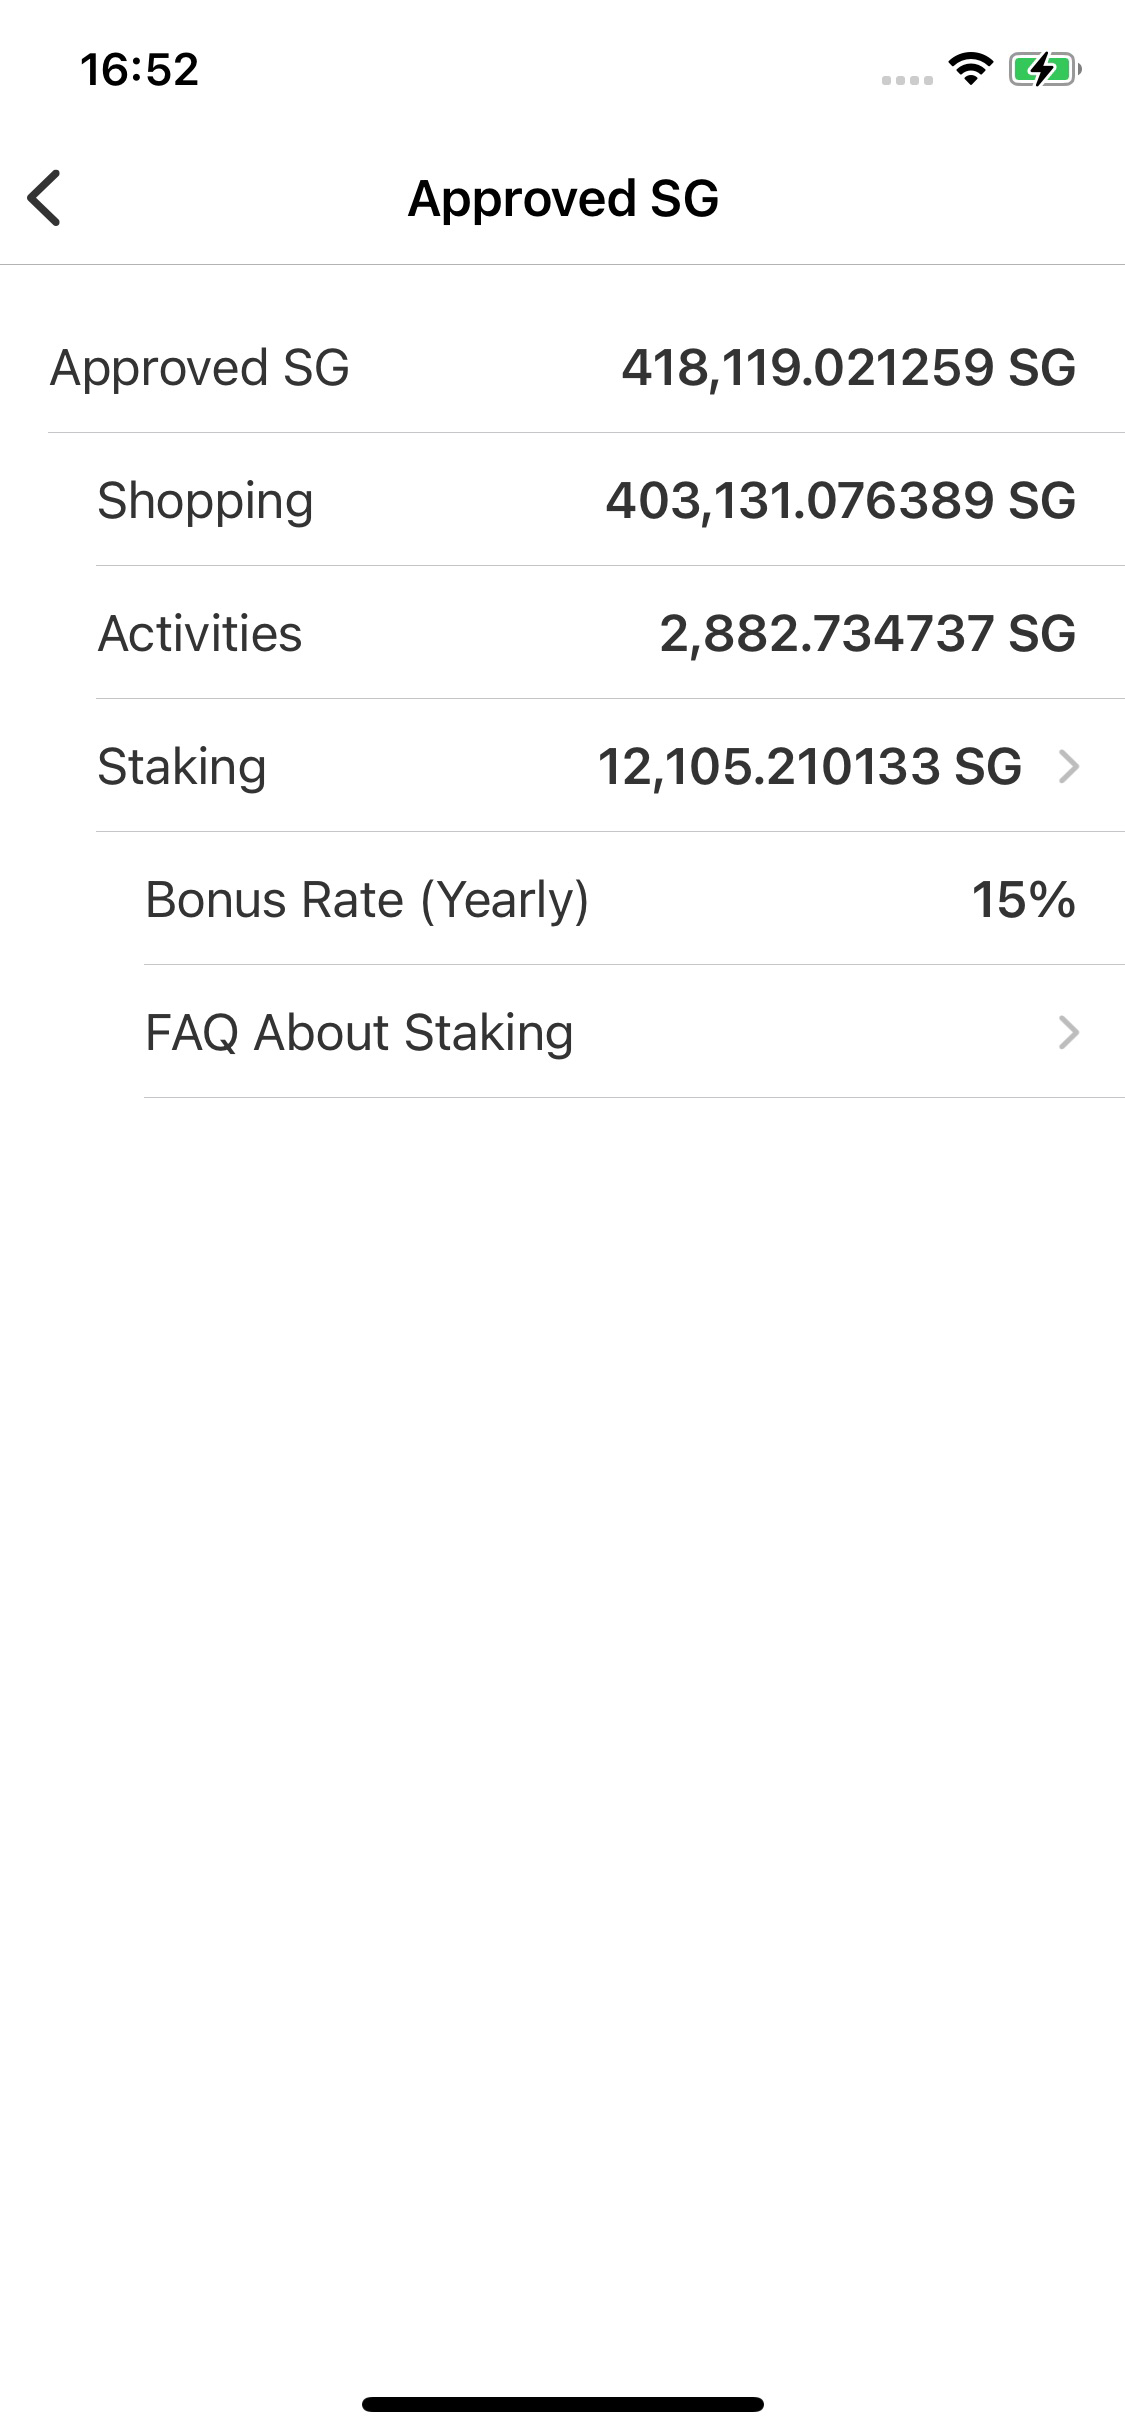 16:52
Approved SG
Approved SG 418,119.021259 SG
Shopping 403,131.076389 SG
Activities 2,882.734737 SG
Staking 12,105.210133 SG
Bonus Rate (Yearly) 15%
FAQ About Staking